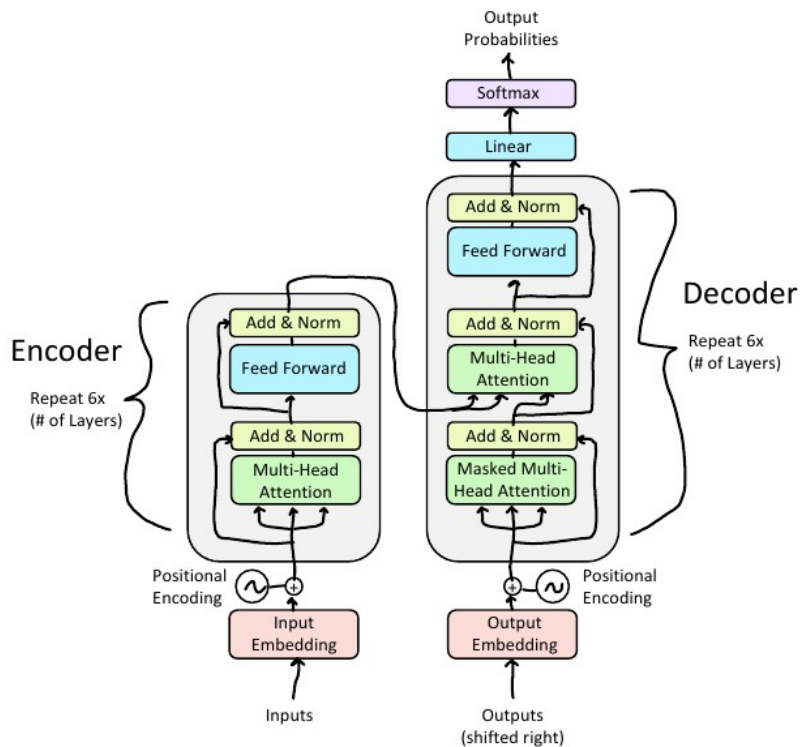 Output
Probabilities
Softmax
Linear
Add & Norm
Feed Forward
Add & Norm
Multi-Head
Attention
Add & Norm
Masked Multi-
Head Attention
Decoder
Repeat 6x
(# of Layers)
Encoder
Repeat 6x
(# of Layers)
Add & Norm
Feed Forward
Add & Norm
Multi-Head
Attention
Positional
Encoding
+
Input
Embedding
Inputs
+
Positional
Encoding
Output
Embedding
Outputs
(shifted right)